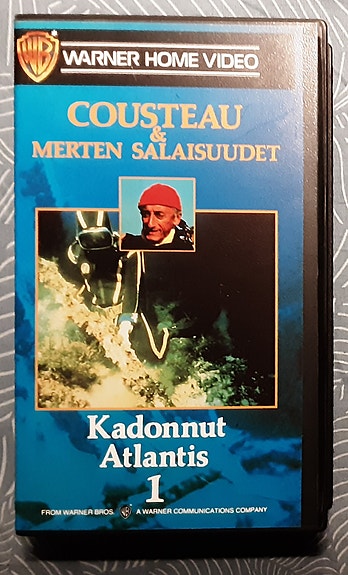 WB WARNER HOME VIDEO
COUSTEAU
&
MERTEN SALAISUUDET
Kadonnut
Atlantis
1
FROM WARNER BROS. WB A WARNER COMMUNICATIONS COMPANY